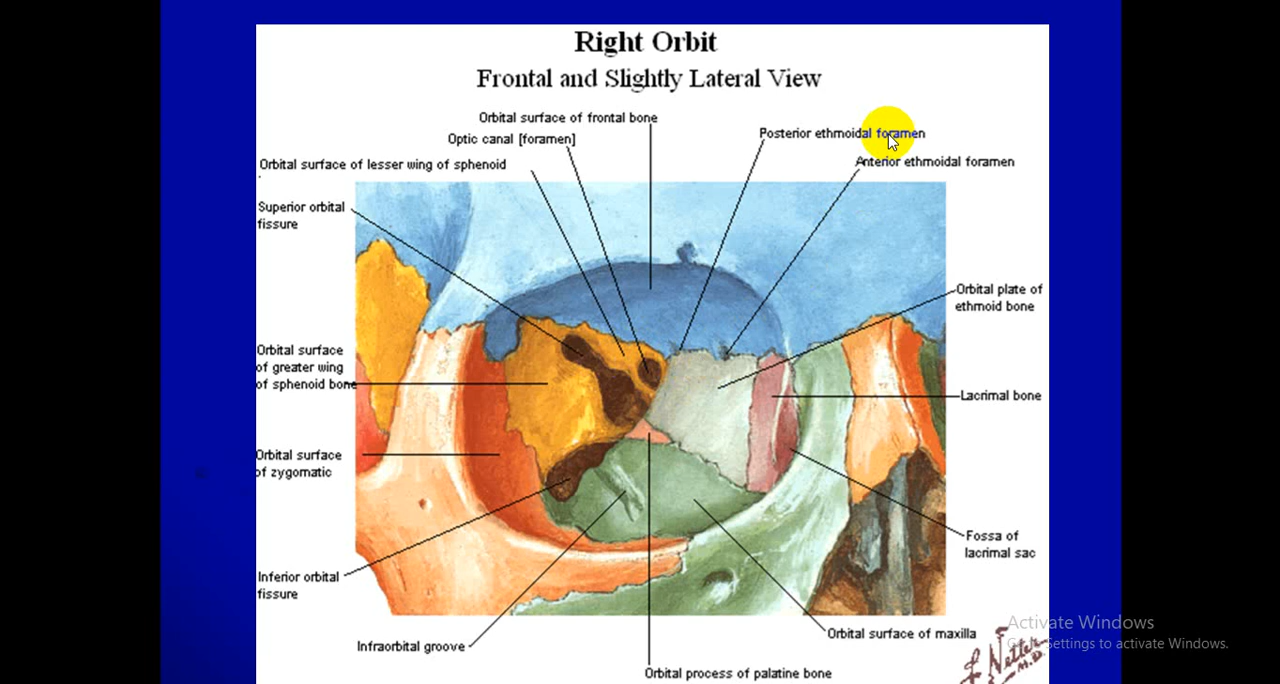 Right Orbit
Frontal and Slightly Lateral View
Orbital surface of frontal bone
Optic canal [foramen]
Posterior ethmoidal foramen
Orbital surface of lesser wing of sphenoid
Anterior ethmoidal foramen
Superior orbital
fissure
Orbital plate of
ethmoid bone
Orbital surface
of greater wing
of sphenoid bone
Lacrimal bone
Orbital surface
of zygomatic
Fossa of
lacrimal sac
Inferior orbital
fissure
Infraorbital groove
Orbital surface of maxilla
Orbital process of palatine bone
Activate Windows
Settings to activate Windows.
F. Netter
M.D.